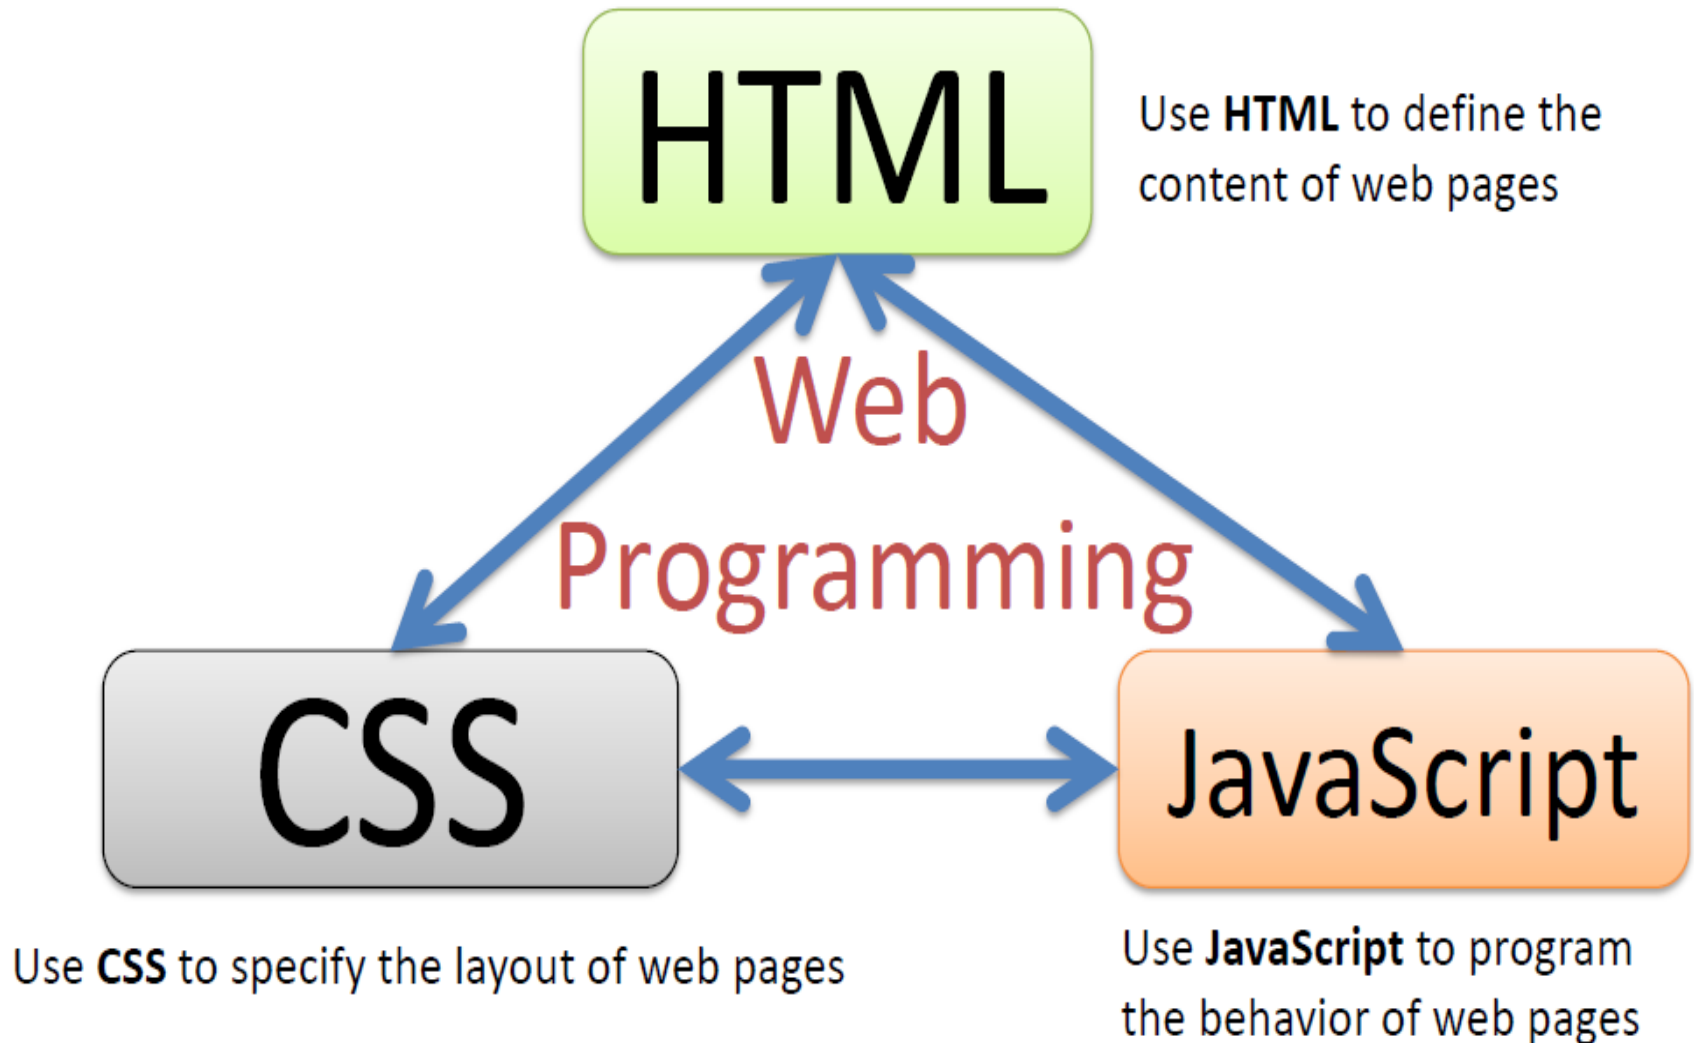 HTML
Use HTML to define the
content of web pages
Web
Programming
CSS
JavaScript
Use CSS to specify the layout of web pages
Use JavaScript to program
the behavior of web pages